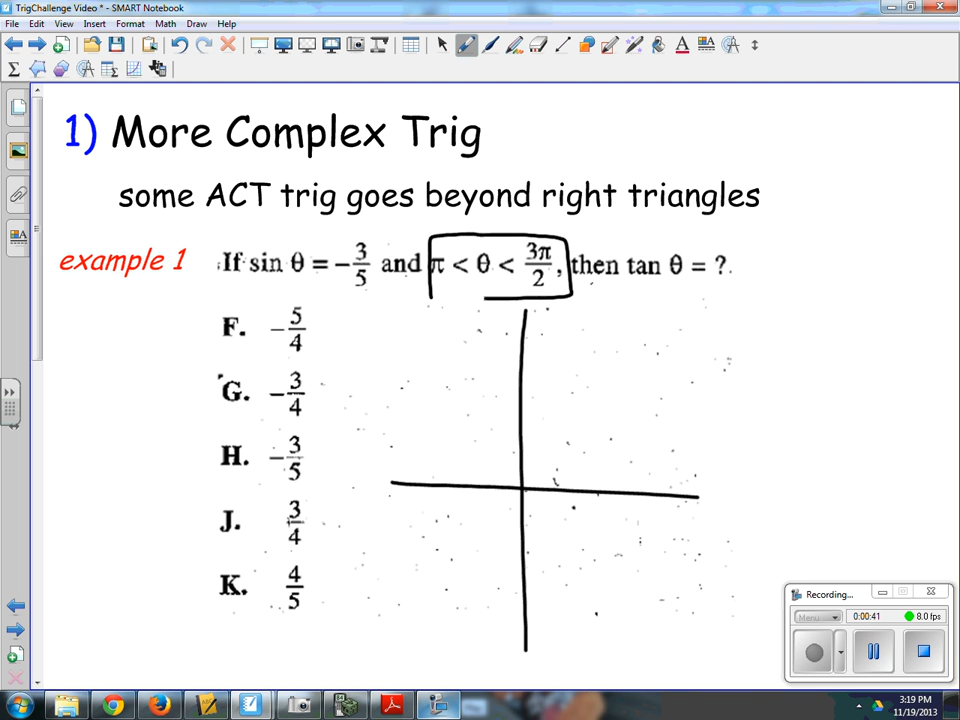 TrigChallenge Video * - SMART Notebook
File Edit View Insert Format Math Draw Help
1) More Complex Trig
some ACT trig goes beyond right triangles
example 1 If sin θ = −3/5 and π < θ < 3π/2, then tan θ = ?
F. −5/4
G. −3/4
H. −3/5
J. 3/4
K. 4/5
Recording...
Menu 0:00:41 8.0 fps
3:19 PM
11/19/2013